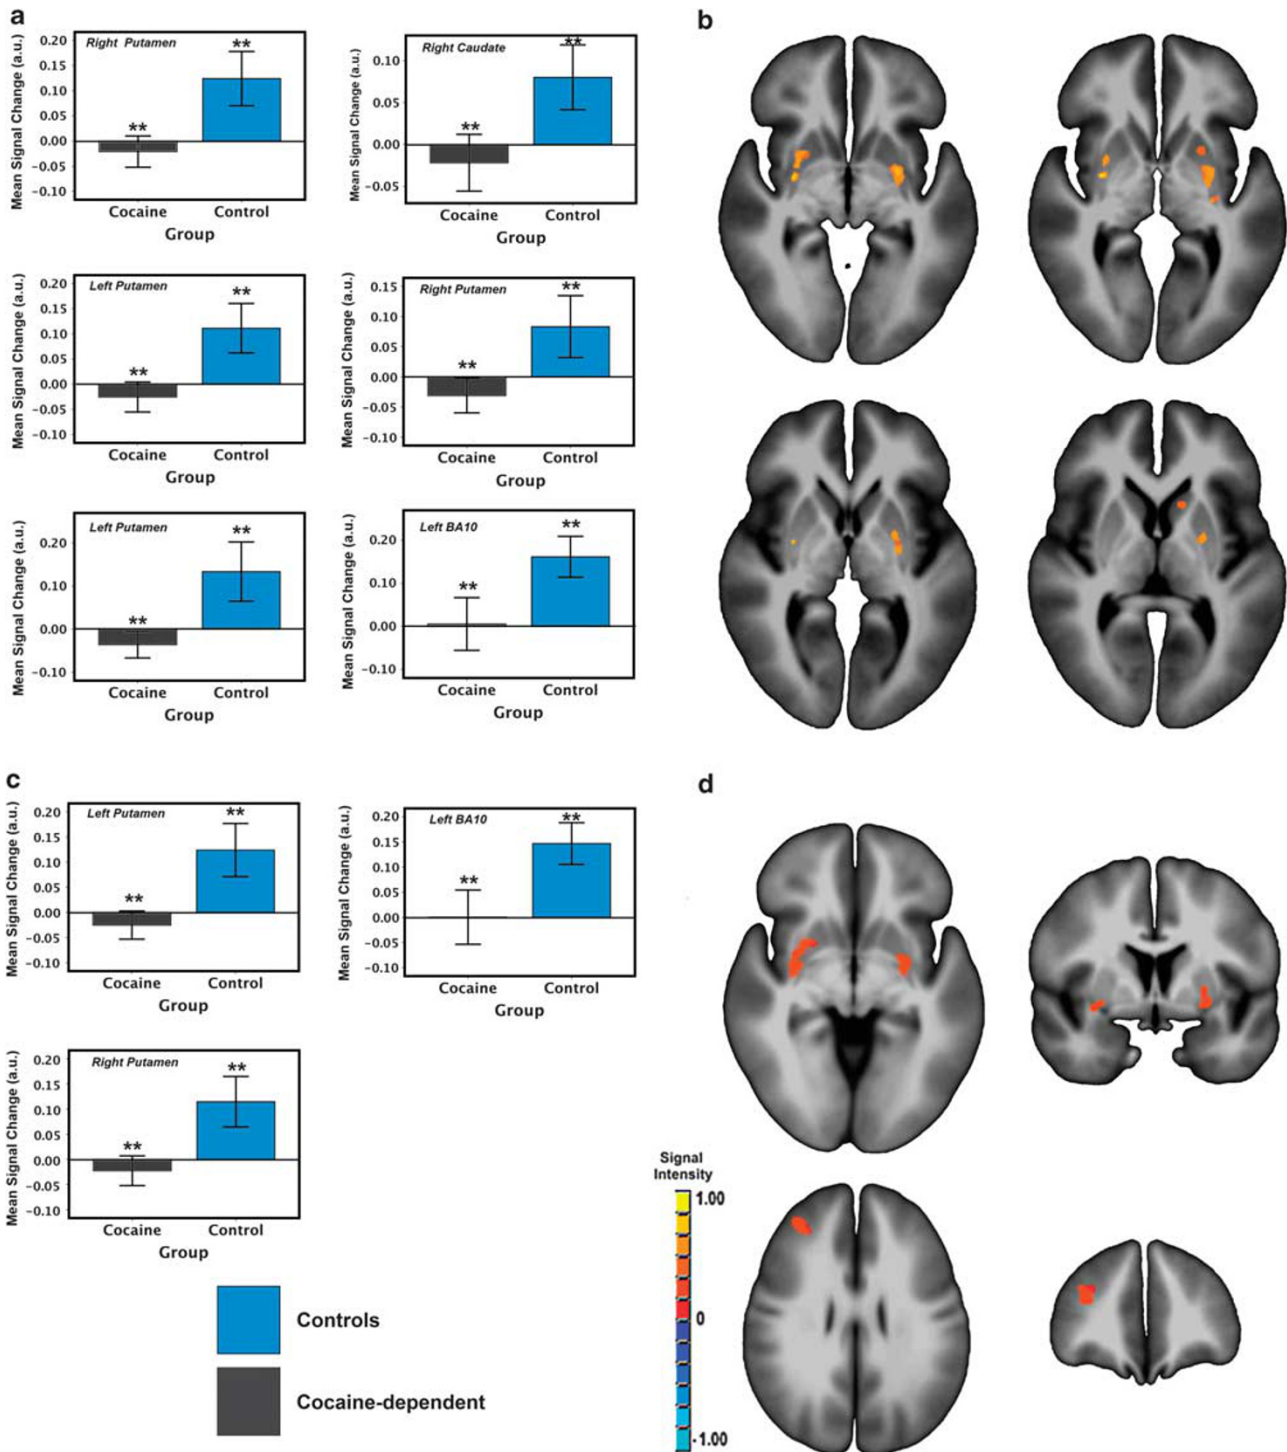 a
Right Putamen
**
**
Mean Signal Change (a.u.)
0.20
0.15
0.10
0.05
0.00
−0.05
−0.10
Cocaine Control
Group
Right Caudate
**
**
Mean Signal Change (a.u.)
0.10
0.05
0.00
−0.05
Cocaine Control
Group
Left Putamen
**
**
Mean Signal Change (a.u.)
0.20
0.15
0.10
0.05
0.00
−0.05
−0.10
Cocaine Control
Group
Right Putamen
**
**
Mean Signal Change (a.u.)
0.15
0.10
0.05
0.00
−0.05
−0.10
Cocaine Control
Group
Left Putamen
**
**
Mean Signal Change (a.u.)
0.20
0.10
0.00
−0.10
Cocaine Control
Group
Left BA10
**
**
Mean Signal Change (a.u.)
0.20
0.10
0.00
−0.10
Cocaine Control
Group
b
c
Left Putamen
**
**
Mean Signal Change (a.u.)
0.20
0.15
0.10
0.05
0.00
−0.05
−0.10
Cocaine Control
Group
Left BA10
**
**
Mean Signal Change (a.u.)
0.20
0.15
0.10
0.05
0.00
−0.05
−0.10
Cocaine Control
Group
Right Putamen
**
**
Mean Signal Change (a.u.)
0.20
0.15
0.10
0.05
0.00
−0.05
−0.10
Cocaine Control
Group
Controls
Cocaine-dependent
d
Signal
Intensity
1.00
0
-1.00